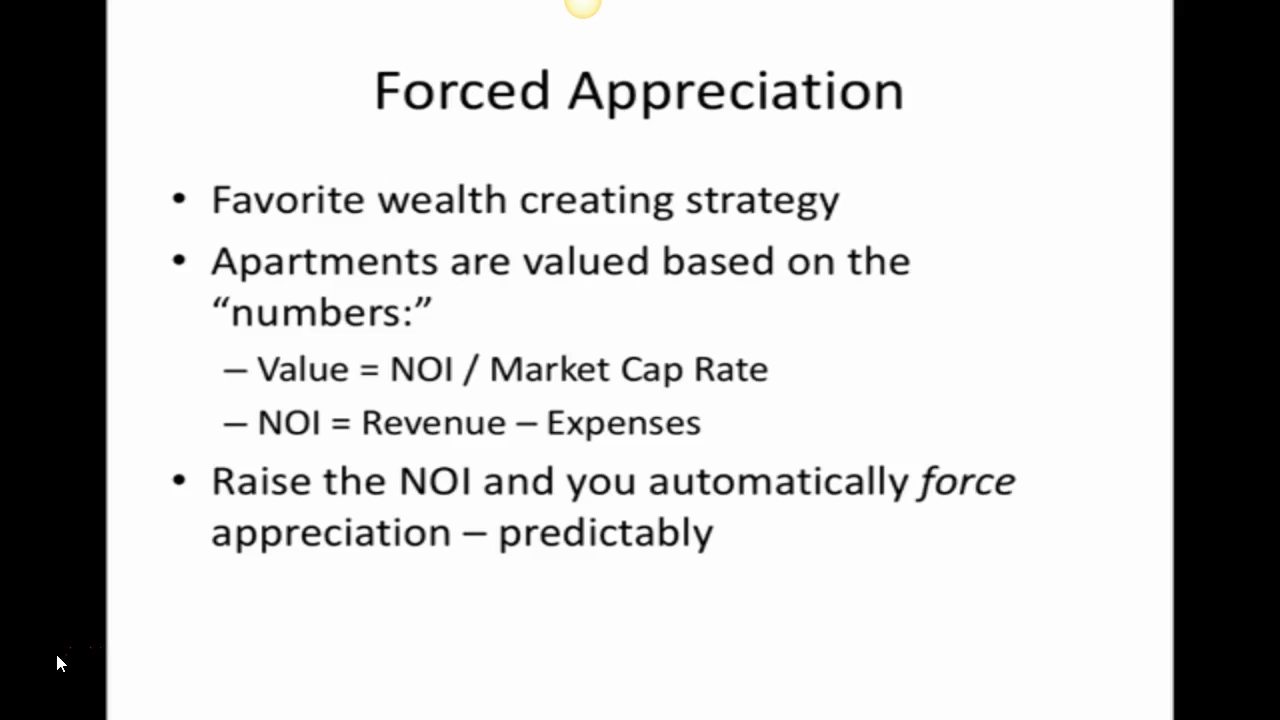 Forced Appreciation
• Favorite wealth creating strategy
• Apartments are valued based on the
“numbers:”
– Value = NOI / Market Cap Rate
– NOI = Revenue – Expenses
• Raise the NOI and you automatically force
appreciation – predictably